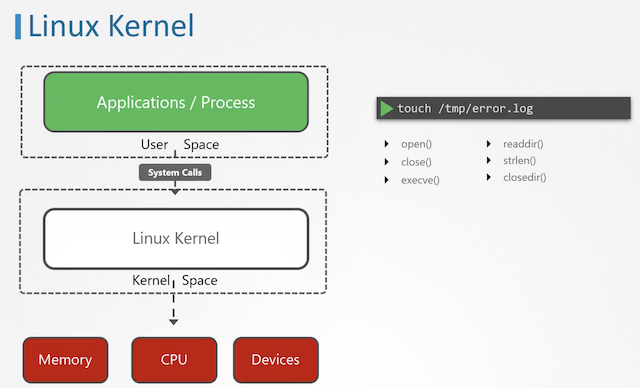 Linux Kernel
Applications / Process
User Space
System Calls
Linux Kernel
Kernel Space
Memory
CPU
Devices
touch /tmp/error.log
open()
close()
execve()
readdir()
strlen()
closedir()